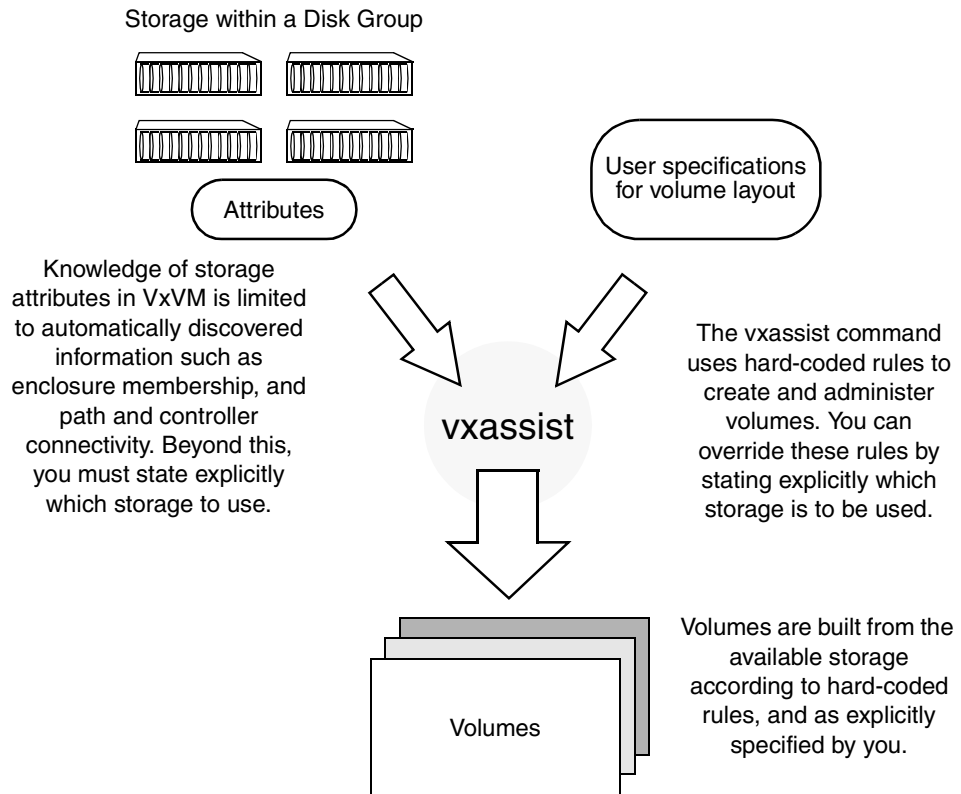 Storage within a Disk Group
Attributes
User specifications
for volume layout
Knowledge of storage
attributes in VxVM is limited
to automatically discovered
information such as
enclosure membership, and
path and controller
connectivity. Beyond this,
you must state explicitly
which storage to use.
vxassist
The vxassist command
uses hard-coded rules to
create and administer
volumes. You can
override these rules by
stating explicitly which
storage is to be used.
Volumes
Volumes are built from the
available storage
according to hard-coded
rules, and as explicitly
specified by you.